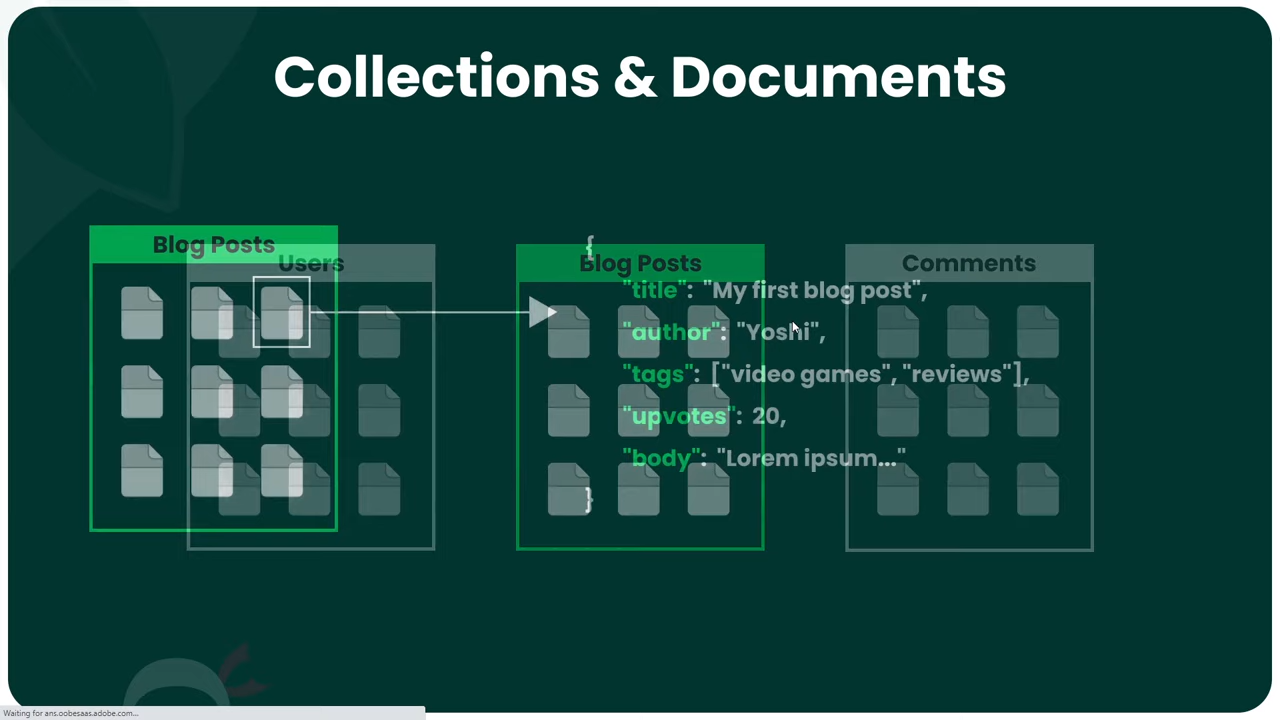 Collections & Documents
Blog Posts
Users
Blog Posts
Comments
{
"title": "My first blog post",
"author": "Yoshi",
"tags": ["video games", "reviews"],
"upvotes": 20,
"body": "Lorem ipsum..."
}
Waiting for ans.oobesaas.adobe.com...